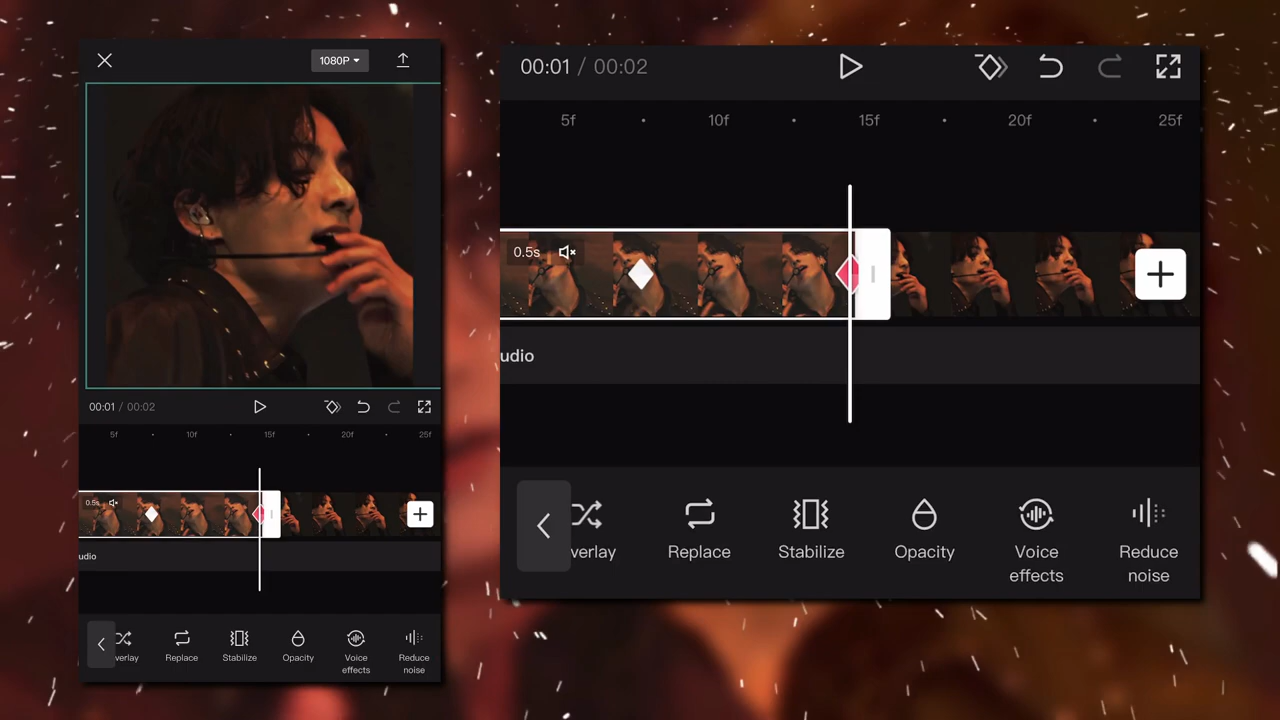 1080P
00:01 / 00:02
5f 10f 15f 20f 25f
0.5s
udio
verlay Replace Stabilize Opacity Voice effects Reduce noise
00:01 / 00:02
5f 10f 15f 20f 25f
0.5s
udio
verlay Replace Stabilize Opacity Voice effects Reduce noise